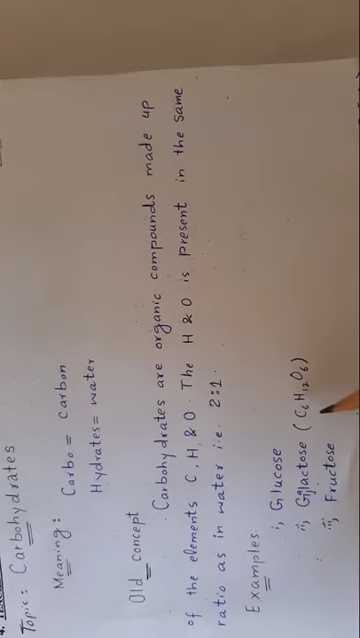 Topic: Carbohydrates
Meaning: Carbo = carbon
Hydrates = water
Old concept
Carbohydrates are organic compounds made up
of the elements C, H & O. The H & O is present in the same
ratio as in water i.e. 2:1.
Examples
i, Glucose
ii, Galactose (C6H12O6)
iii, Fructose